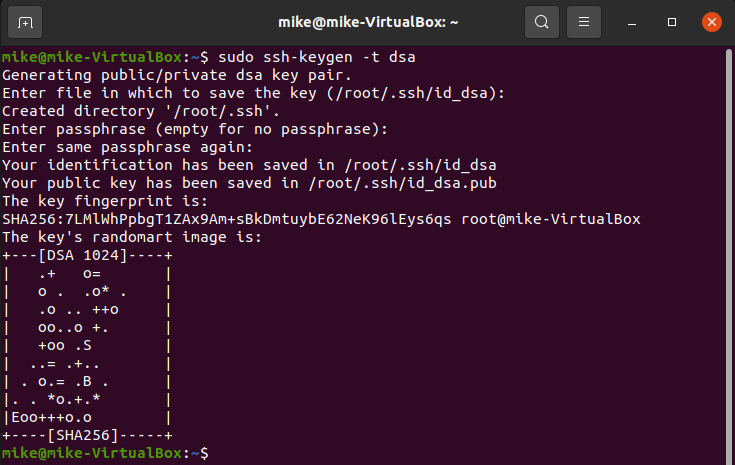 mike@mike-VirtualBox: ~
mike@mike-VirtualBox:~$ sudo ssh-keygen -t dsa
Generating public/private dsa key pair.
Enter file in which to save the key (/root/.ssh/id_dsa):
Created directory '/root/.ssh'.
Enter passphrase (empty for no passphrase):
Enter same passphrase again:
Your identification has been saved in /root/.ssh/id_dsa
Your public key has been saved in /root/.ssh/id_dsa.pub
The key fingerprint is:
SHA256:7LMlWhPpbgT1ZAx9Am+sBkDmtuybE62NeK96lEys6qs root@mike-VirtualBox
The key's randomart image is:
+---[DSA 1024]----+
|   .+   o=       |
|   o .  .o* .    |
|   .o .. ++o     |
|   oo..o +.      |
|   +oo .S        |
|  ..= .+..       |
| . o.= .B .      |
|. . *o.+.*       |
|Eoo+++o.o        |
+----[SHA256]-----+
mike@mike-VirtualBox:~$